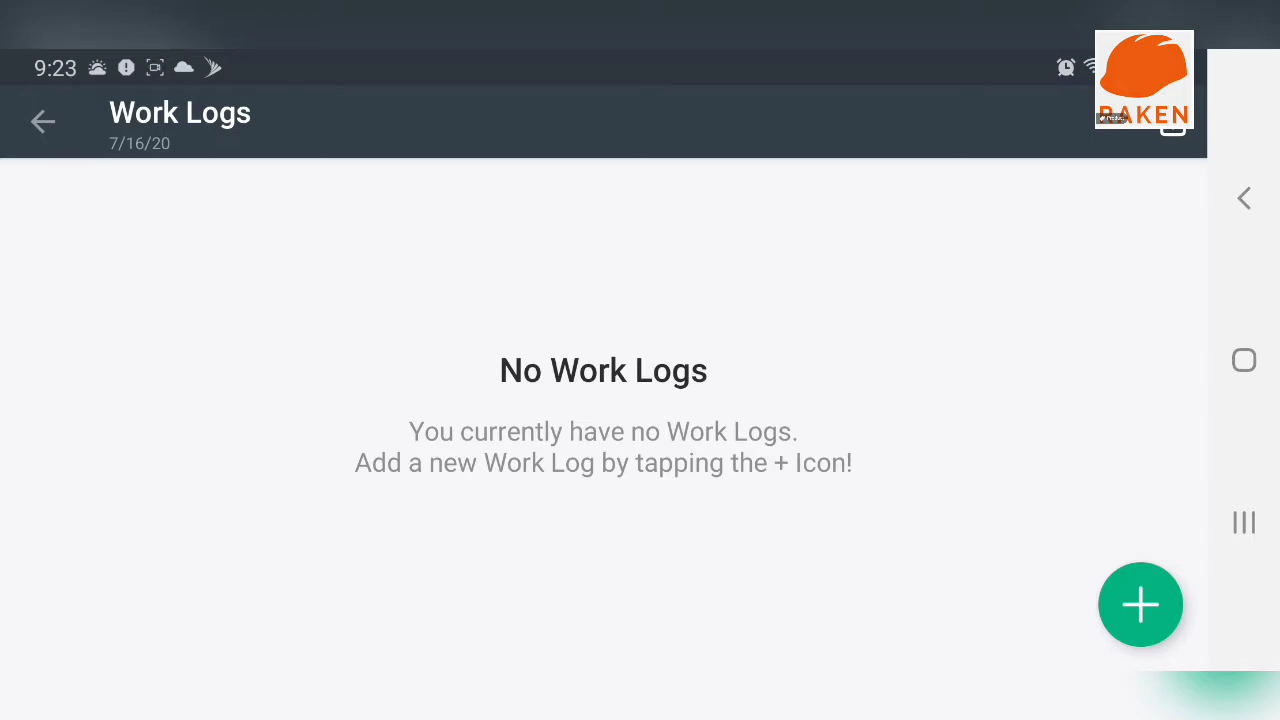 9:23
Work Logs
7/16/20
RAKEN
Product
No Work Logs
You currently have no Work Logs.
Add a new Work Log by tapping the + Icon!